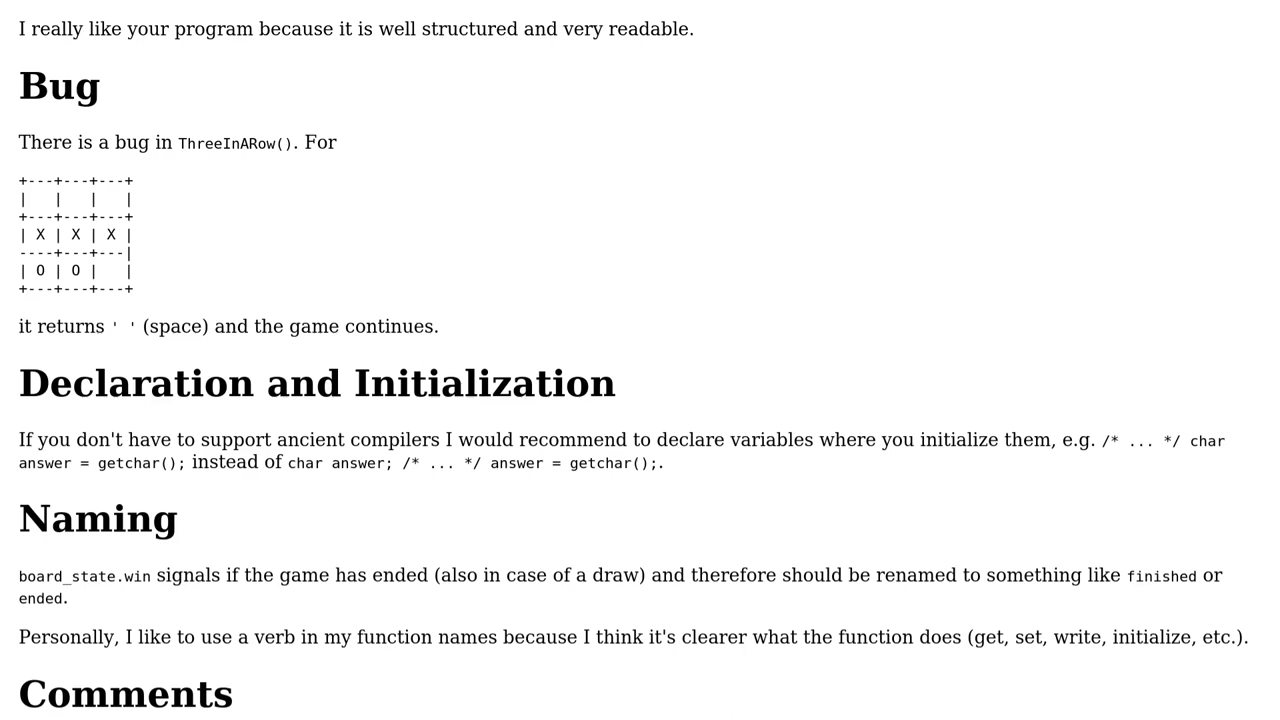 I really like your program because it is well structured and very readable.
Bug
There is a bug in ThreeInARow(). For
+---+---+---+
|   |   |   |
+---+---+---+
| X | X | X |
----+---+---|
| O | O |   |
+---+---+---+
it returns ' ' (space) and the game continues.
Declaration and Initialization
If you don't have to support ancient compilers I would recommend to declare variables where you initialize them, e.g. /* ... */ char
answer = getchar(); instead of char answer; /* ... */ answer = getchar();.
Naming
board_state.win signals if the game has ended (also in case of a draw) and therefore should be renamed to something like finished or
ended.
Personally, I like to use a verb in my function names because I think it's clearer what the function does (get, set, write, initialize, etc.).
Comments